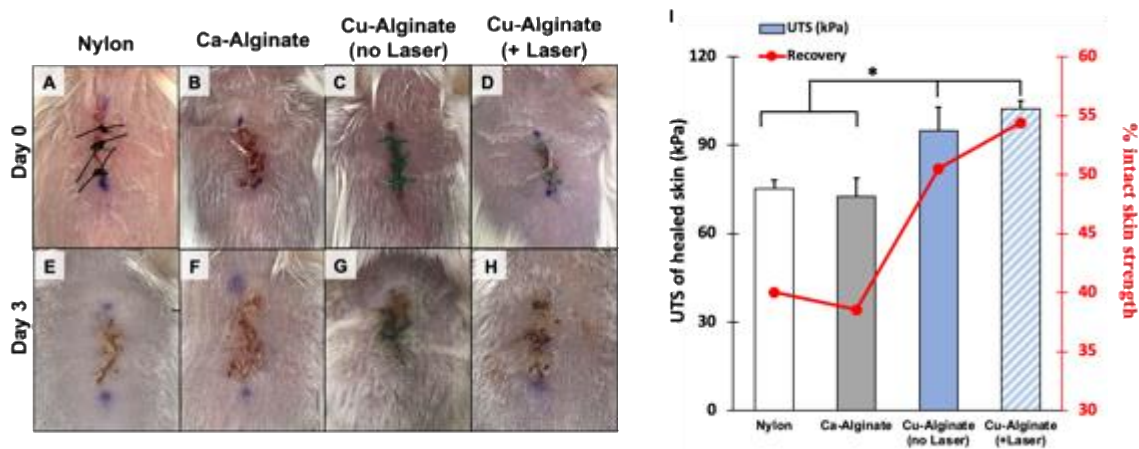 Nylon
Ca-Alginate
Cu-Alginate
(no Laser)
Cu-Alginate
(+ Laser)
Day 0
A
B
C
D
Day 3
E
F
G
H
I
UTS (kPa)
Recovery
*
UTS of healed skin (kPa)
120
90
60
30
0
60
55
50
45
40
35
30
% intact skin strength
Nylon
Ca-Alginate
Cu-Alginate
(no Laser)
Cu-Alginate
(+Laser)